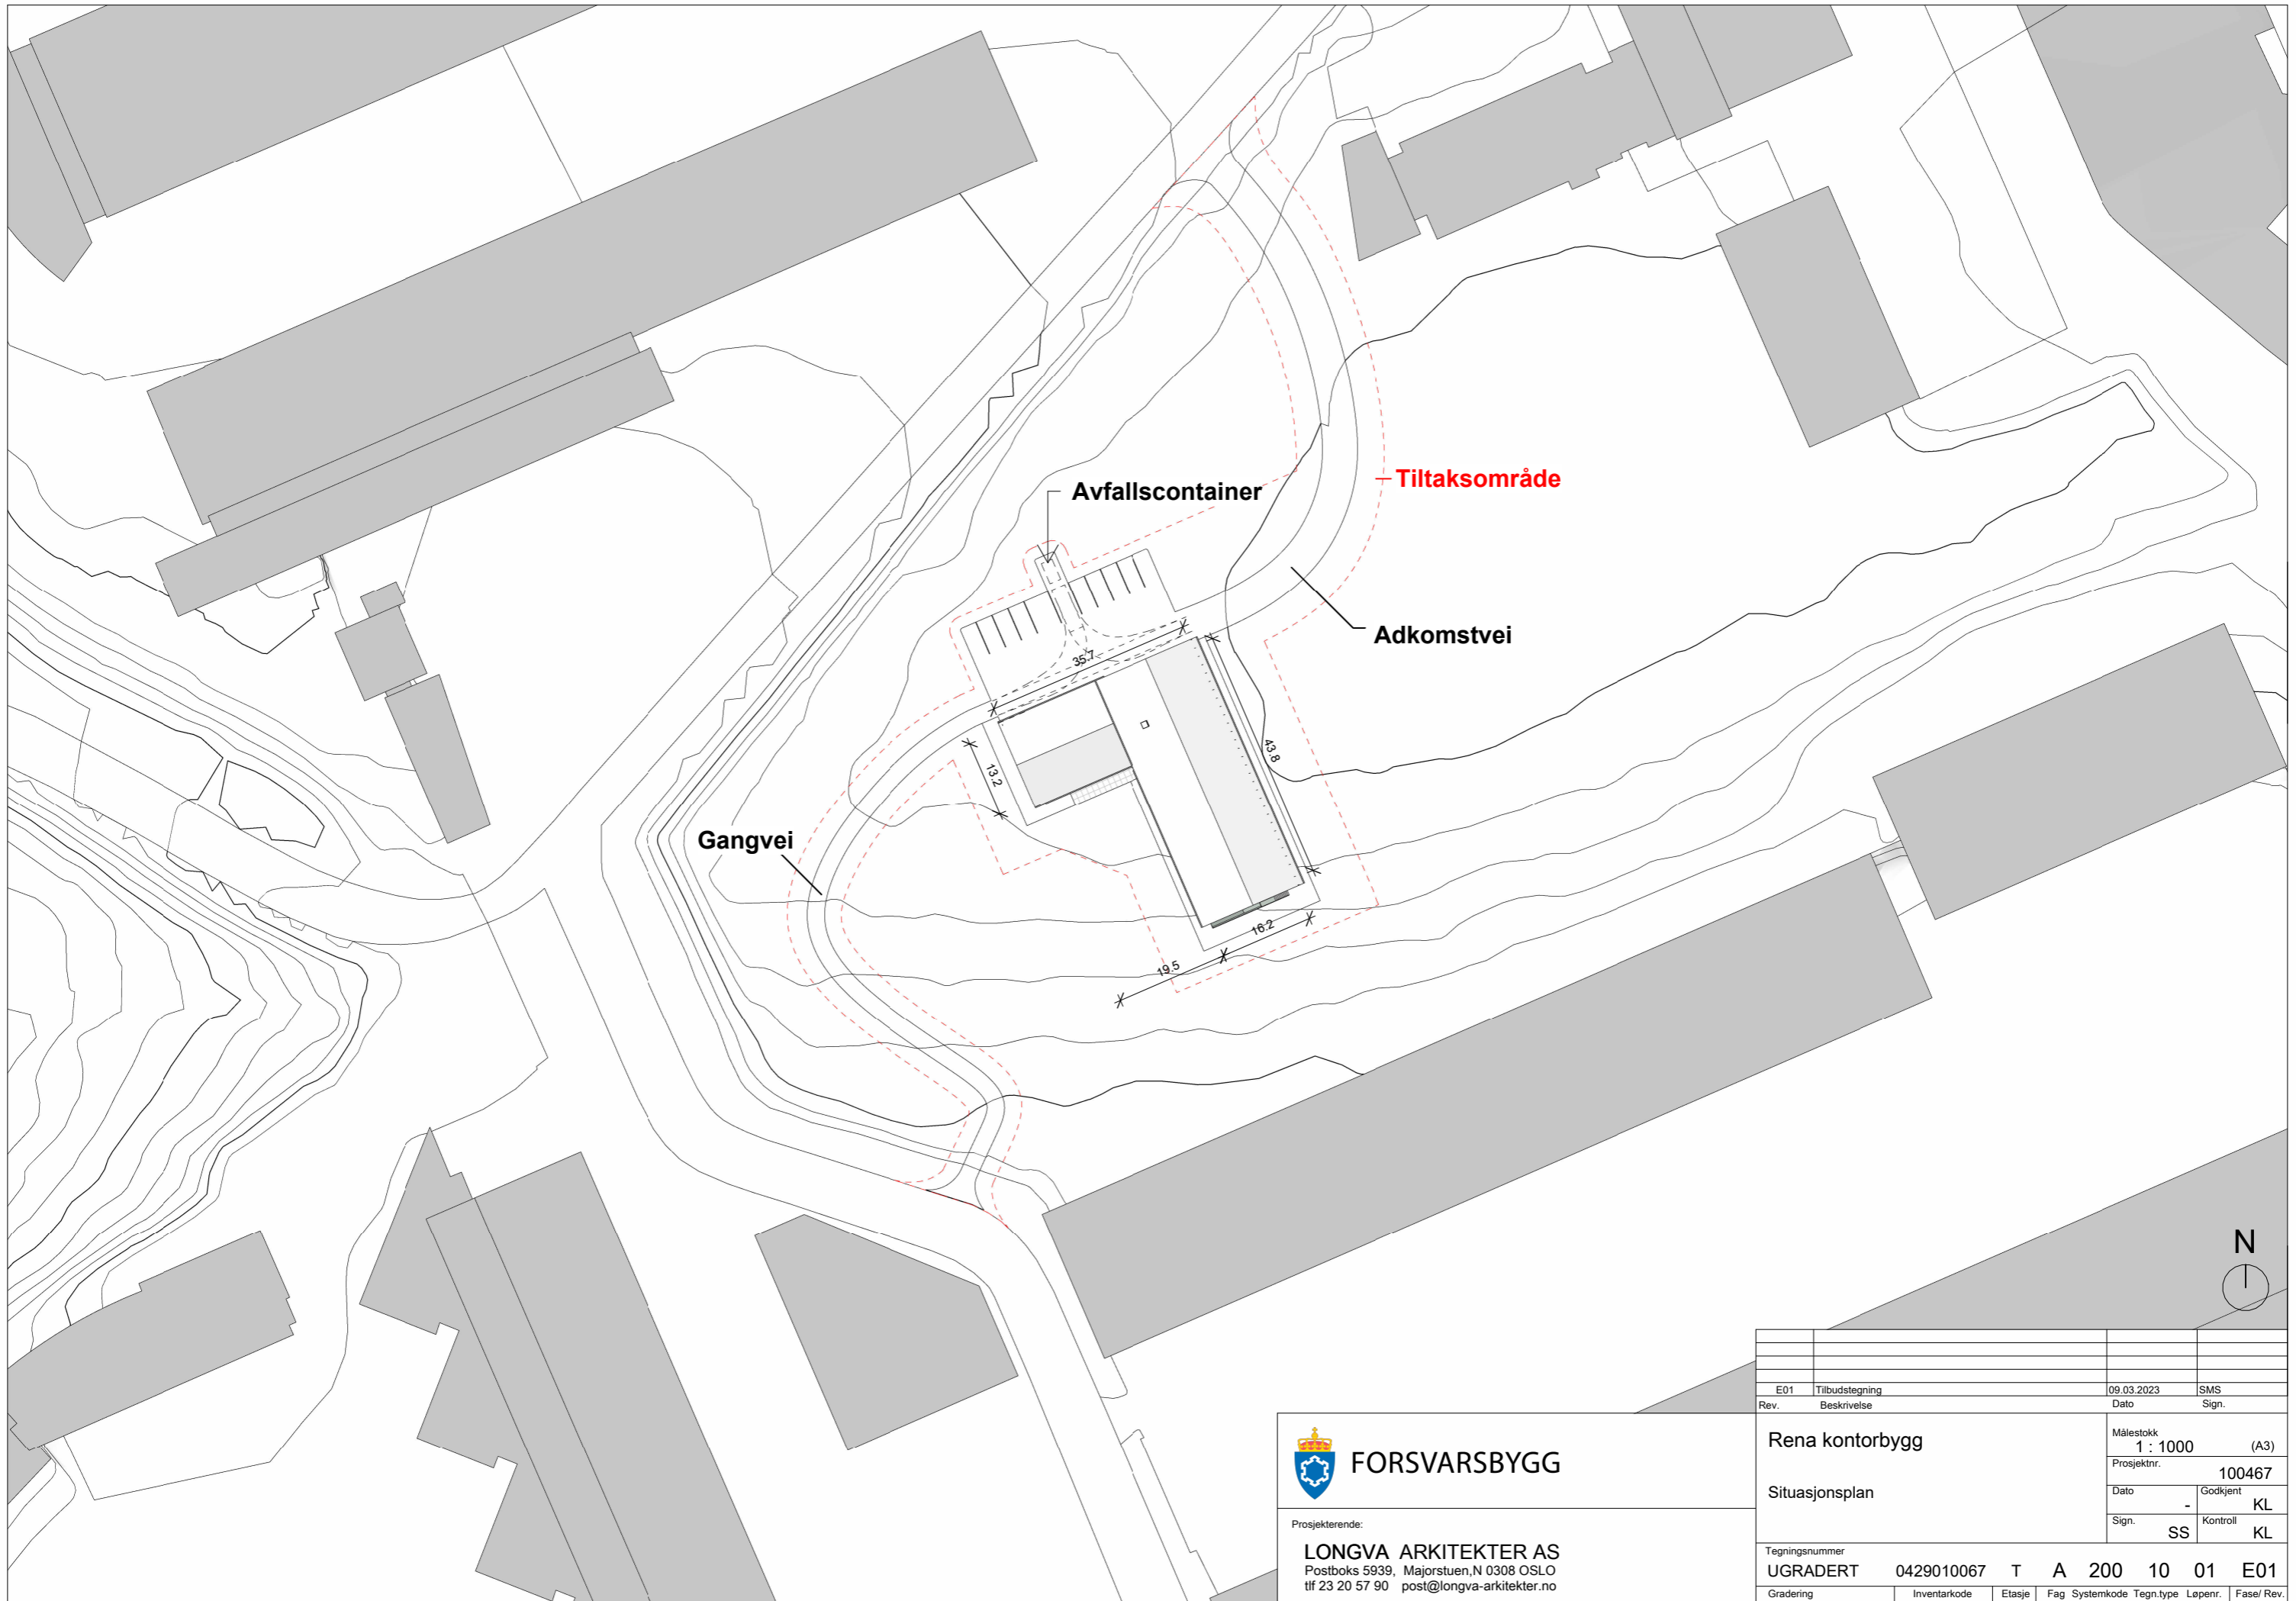 Avfallscontainer
Tiltaksområde
Adkomstvei
35.7
43.8
13.2
Gangvei
16.2
19.5
N
E01 Tilbudstegning 09.03.2023 SMS
Rev. Beskrivelse Dato Sign.
FORSVARSBYGG
Prosjekterende:
LONGVA ARKITEKTER AS
Postboks 5939, Majorstuen,N 0308 OSLO
tlf 23 20 57 90 post@longva-arkitekter.no
Rena kontorbygg
Situasjonsplan
Målestokk
1 : 1000 (A3)
Prosjektnr.
100467
Dato Godkjent
- KL
Sign. Kontroll
SS KL
Tegningsnummer
UGRADERT 0429010067 T A 200 10 01 E01
Gradering Inventarkode Etasje Fag Systemkode Tegn.type Løpenr. Fase/ Rev.